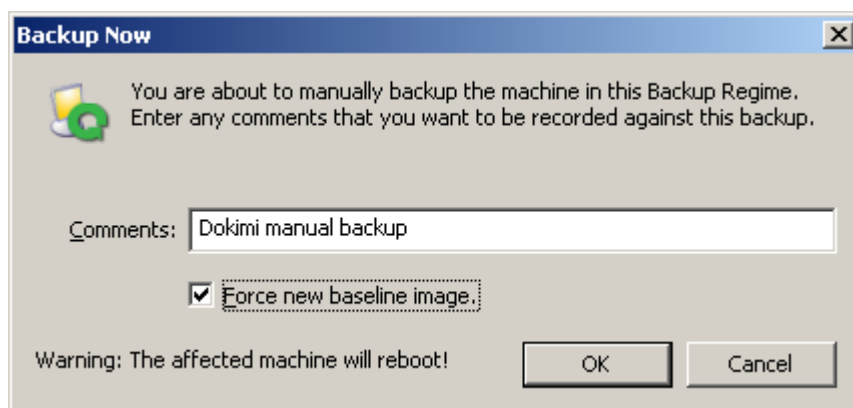 Backup Now
You are about to manually backup the machine in this Backup Regime.
Enter any comments that you want to be recorded against this backup.
Comments: Dokimi manual backup
Force new baseline image.
Warning: The affected machine will reboot! OK Cancel